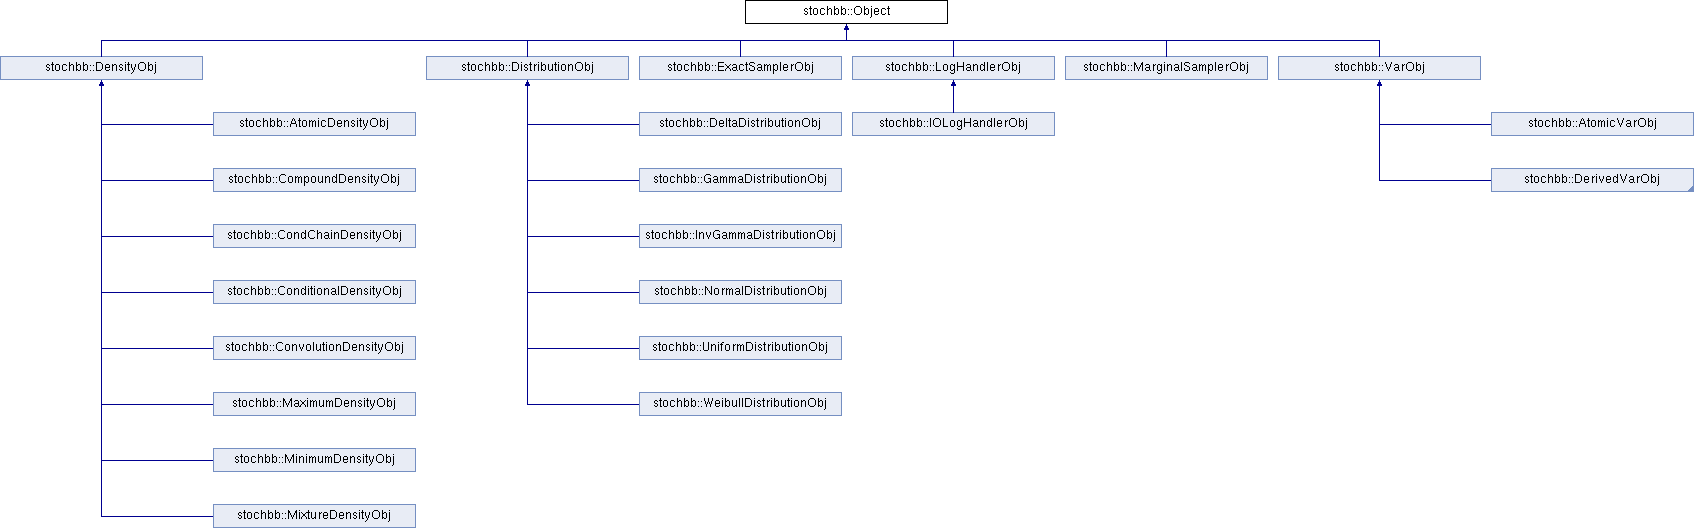 stochbb::Object
stochbb::DensityObj
stochbb::DistributionObj
stochbb::ExactSamplerObj
stochbb::LogHandlerObj
stochbb::MarginalSamplerObj
stochbb::VarObj
stochbb::AtomicDensityObj
stochbb::DeltaDistributionObj
stochbb::IOLogHandlerObj
stochbb::AtomicVarObj
stochbb::CompoundDensityObj
stochbb::GammaDistributionObj
stochbb::DerivedVarObj
stochbb::CondChainDensityObj
stochbb::InvGammaDistributionObj
stochbb::ConditionalDensityObj
stochbb::NormalDistributionObj
stochbb::ConvolutionDensityObj
stochbb::UniformDistributionObj
stochbb::MaximumDensityObj
stochbb::WeibullDistributionObj
stochbb::MinimumDensityObj
stochbb::MixtureDensityObj